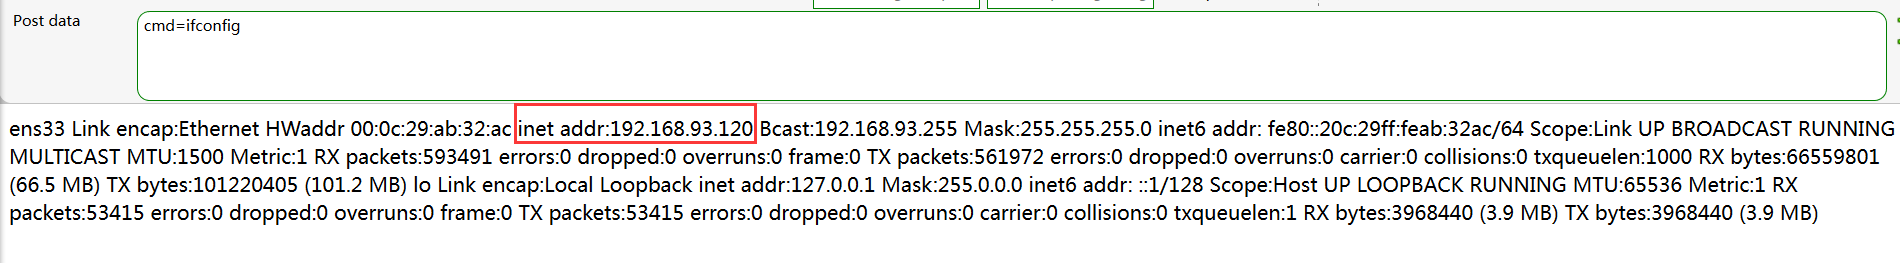 Post data
cmd=ifconfig
ens33 Link encap:Ethernet HWaddr 00:0c:29:ab:32:ac inet addr:192.168.93.120 Bcast:192.168.93.255 Mask:255.255.255.0 inet6 addr: fe80::20c:29ff:feab:32ac/64 Scope:Link UP BROADCAST RUNNING
MULTICAST MTU:1500 Metric:1 RX packets:593491 errors:0 dropped:0 overruns:0 frame:0 TX packets:561972 errors:0 dropped:0 overruns:0 carrier:0 collisions:0 txqueuelen:1000 RX bytes:66559801
(66.5 MB) TX bytes:101220405 (101.2 MB) lo Link encap:Local Loopback inet addr:127.0.0.1 Mask:255.0.0.0 inet6 addr: ::1/128 Scope:Host UP LOOPBACK RUNNING MTU:65536 Metric:1 RX
packets:53415 errors:0 dropped:0 overruns:0 frame:0 TX packets:53415 errors:0 dropped:0 overruns:0 carrier:0 collisions:0 txqueuelen:1 RX bytes:3968440 (3.9 MB) TX bytes:3968440 (3.9 MB)